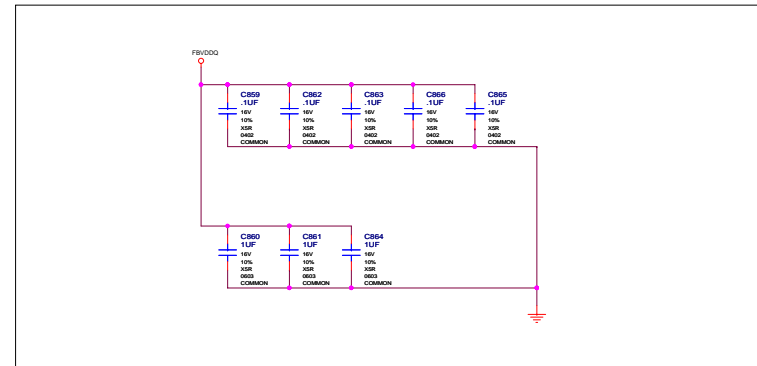 FBVDDQ
C859
.1UF
16V
10%
X5R
0402
COMMON
C862
.1UF
16V
10%
X5R
0402
COMMON
C863
.1UF
16V
10%
X5R
0402
COMMON
C866
.1UF
16V
10%
X5R
0402
COMMON
C865
.1UF
16V
10%
X5R
0402
COMMON
C860
1UF
16V
10%
X5R
0603
COMMON
C861
1UF
16V
10%
X5R
0603
COMMON
C864
1UF
16V
10%
X5R
0603
COMMON